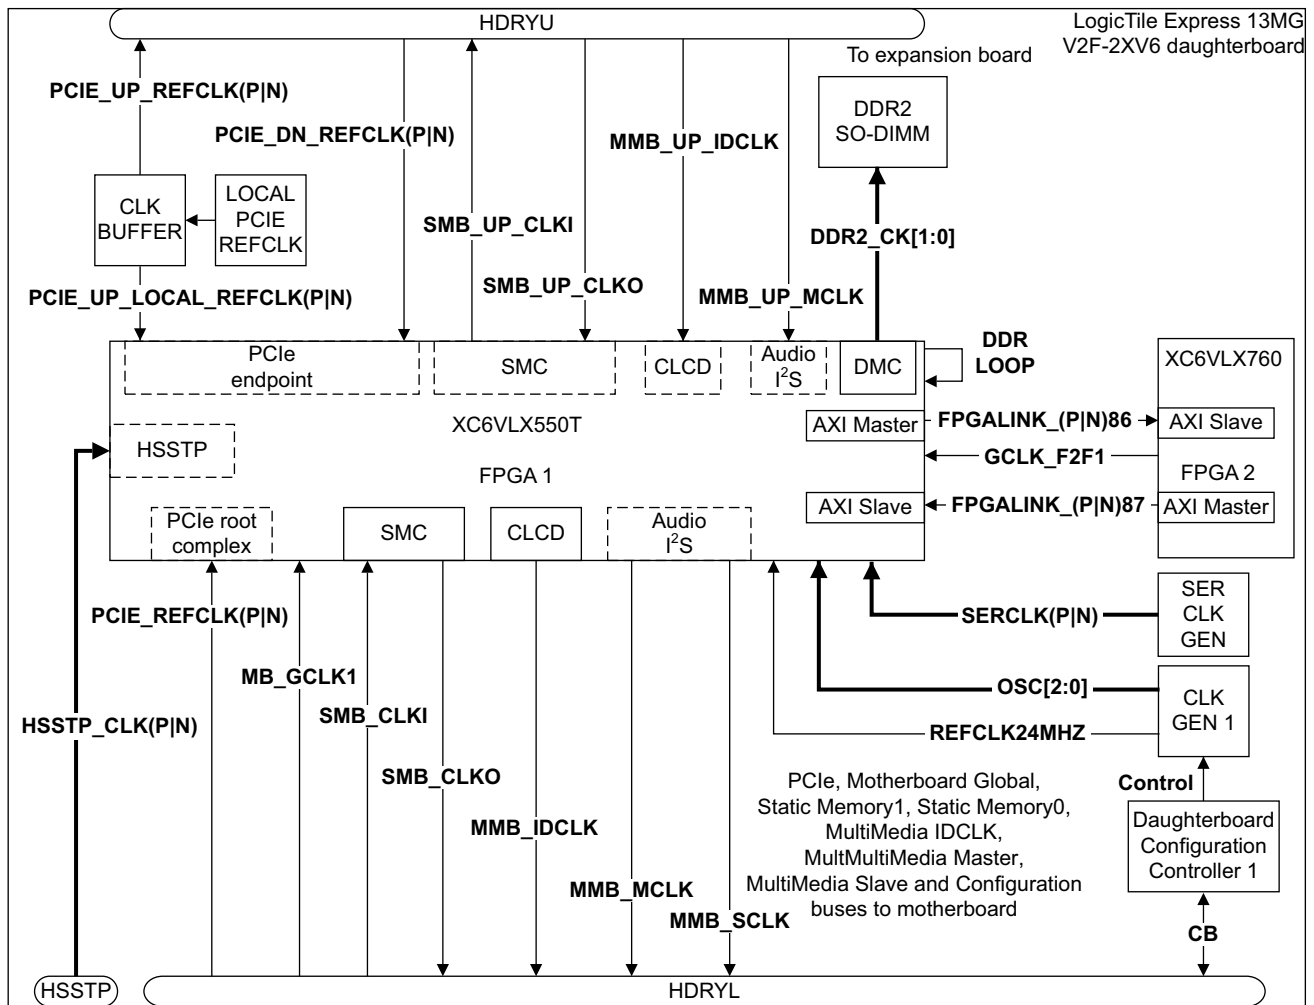 HDRYU
LogicTile Express 13MG
V2F-2XV6 daughterboard
To expansion board
PCIE_UP_REFCLK(P|N)
PCIE_DN_REFCLK(P|N)
MMB_UP_IDCLK
DDR2
SO-DIMM
CLK
BUFFER
LOCAL
PCIE
REFCLK
SMB_UP_CLKI
DDR2_CK[1:0]
PCIE_UP_LOCAL_REFCLK(P|N)
SMB_UP_CLKO
MMB_UP_MCLK
PCIe
endpoint
SMC
CLCD
Audio
I2S
DMC
DDR
LOOP
XC6VLX760
XC6VLX550T
AXI Master
FPGALINK_(P|N)86
AXI Slave
HSSTP
GCLK_F2F1
FPGA 1
FPGA 2
AXI Slave
FPGALINK_(P|N)87
AXI Master
PCIe root
complex
SMC
CLCD
Audio
I2S
PCIE_REFCLK(P|N)
SERCLK(P|N)
SER
CLK
GEN
MB_GCLK1
OSC[2:0]
CLK
GEN 1
SMB_CLKI
HSSTP_CLK(P|N)
REFCLK24MHZ
SMB_CLKO
Control
PCIe, Motherboard Global,
Static Memory1, Static Memory0,
MultiMedia IDCLK,
MultMultiMedia Master,
MultiMedia Slave and Configuration
buses to motherboard
MMB_IDCLK
Daughterboard
Configuration
Controller 1
MMB_MCLK
MMB_SCLK
CB
HSSTP
HDRYL